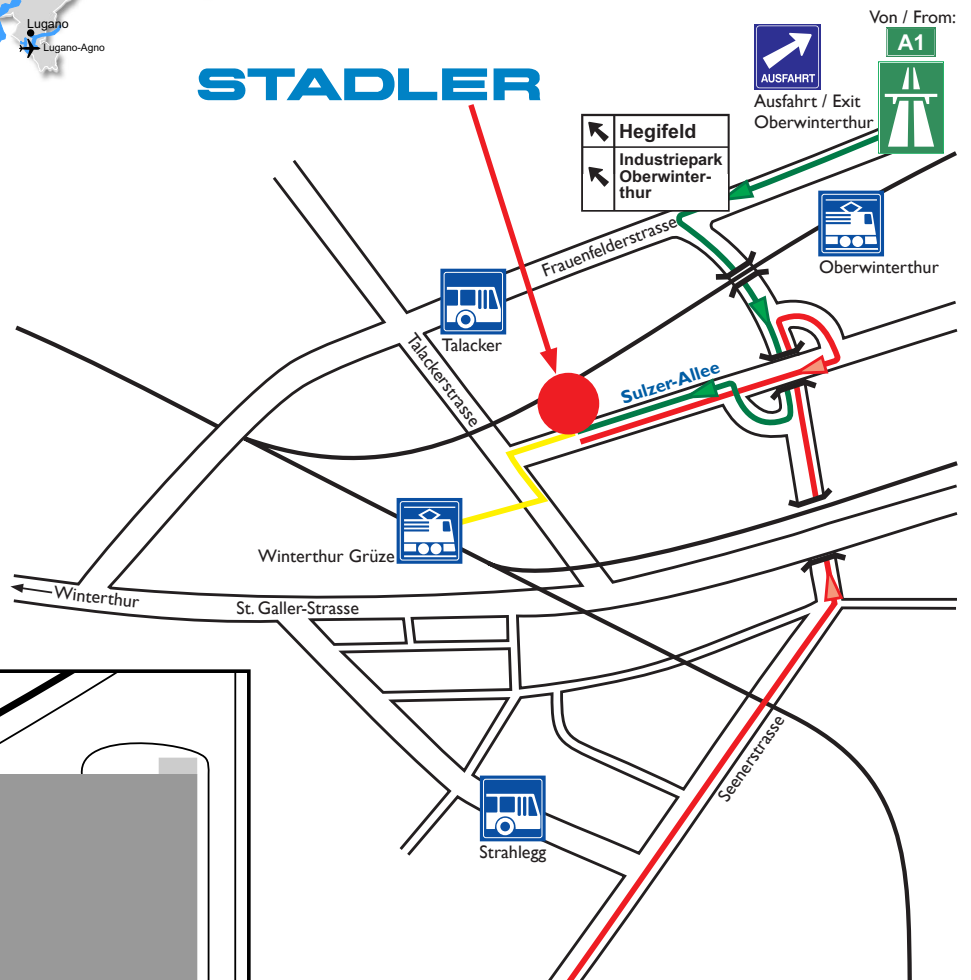 Lugano
Lugano-Agno
Von / From:
A1
STADLER
AUSFAHRT
Ausfahrt / Exit
Oberwinterthur
Hegifeld
Industriepark
Oberwinter-
thur
Frauenfelderstrasse
Oberwinterthur
Talacker
Talackerstrasse
Sulzer-Allee
Winterthur Grüze
Winterthur
St. Galler-Strasse
Seenerstrasse
Strahlegg